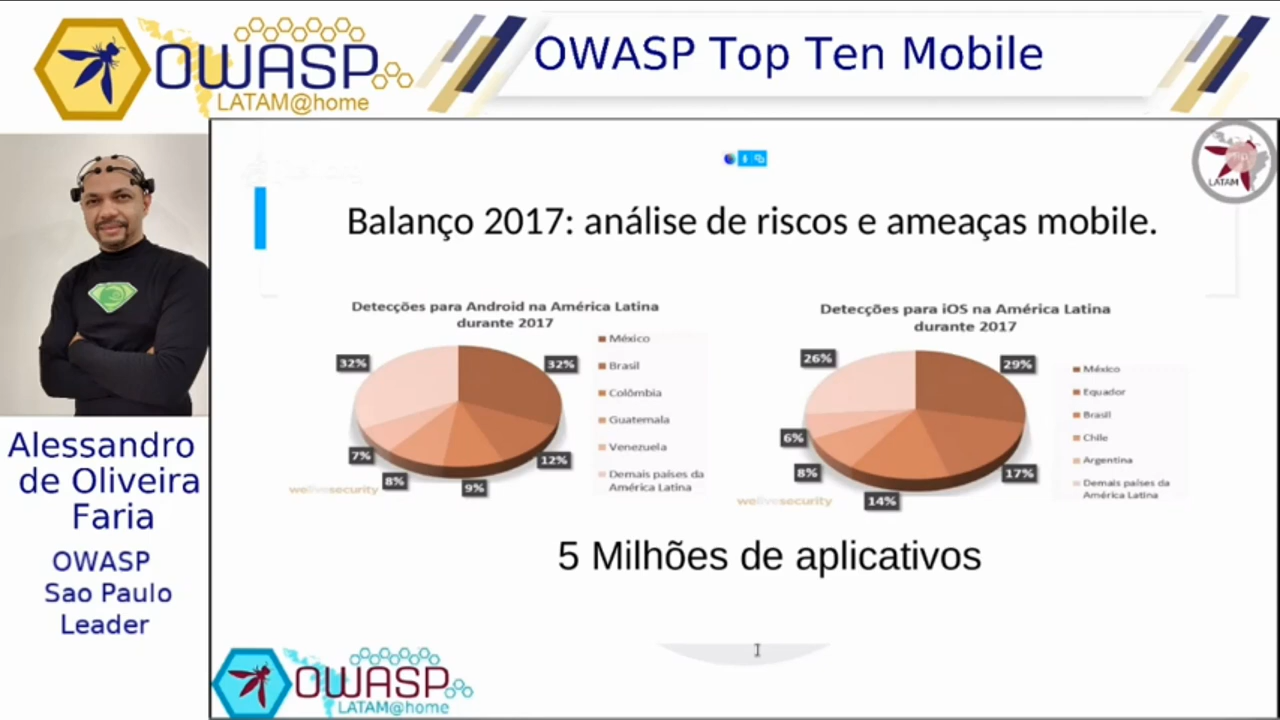 OWASP
LATAM@home
OWASP Top Ten Mobile
LATAM
Balanço 2017: análise de riscos e ameaças mobile.
Detecções para Android na América Latina
durante 2017
32%
32%
12%
9%
8%
7%
México
Brasil
Colômbia
Guatemala
Venezuela
Demais países da
América Latina
welivesecurity
Detecções para iOS na América Latina
durante 2017
26%
29%
17%
14%
8%
6%
México
Equador
Brasil
Chile
Argentina
Demais países da
América Latina
welivesecurity
5 Milhões de aplicativos
Alessandro
de Oliveira
Faria
OWASP
Sao Paulo
Leader
OWASP
LATAM@home